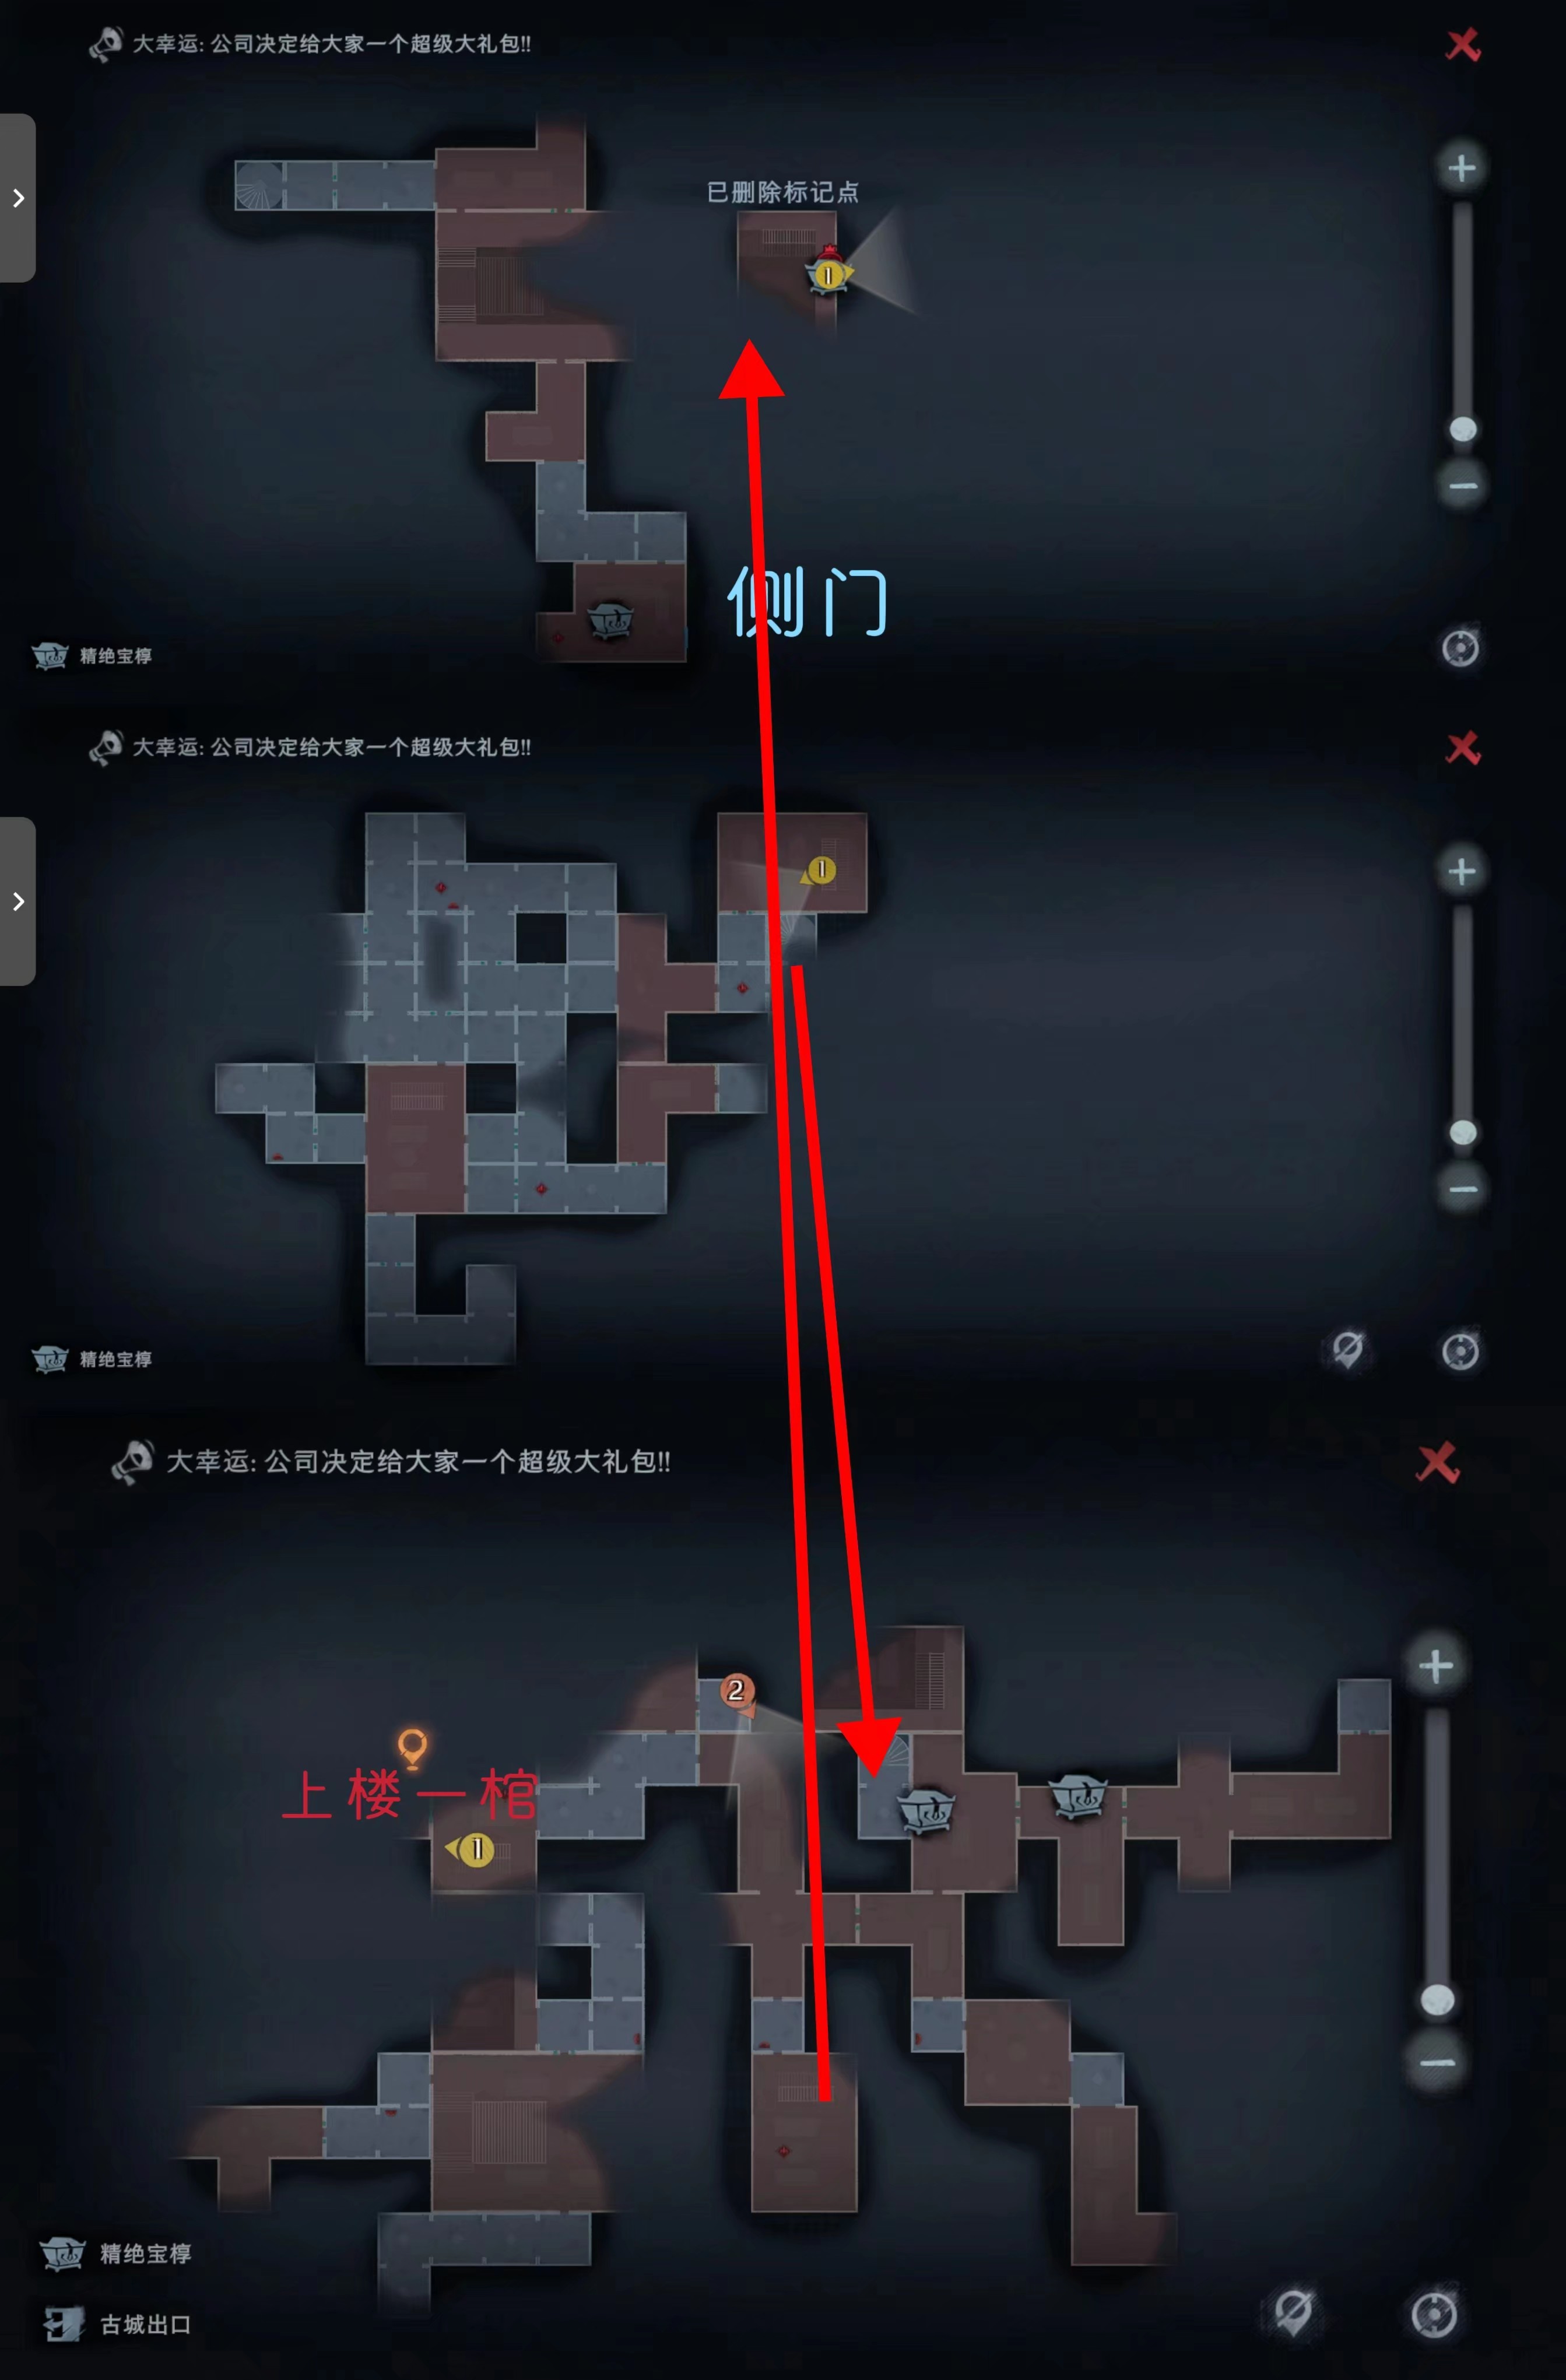 大幸运: 公司决定给大家一个超级大礼包!!
已删除标记点
1
侧门
精绝宝椁
大幸运: 公司决定给大家一个超级大礼包!!
1
精绝宝椁
大幸运: 公司决定给大家一个超级大礼包!!
2
上楼一棺
1
精绝宝椁
古城出口